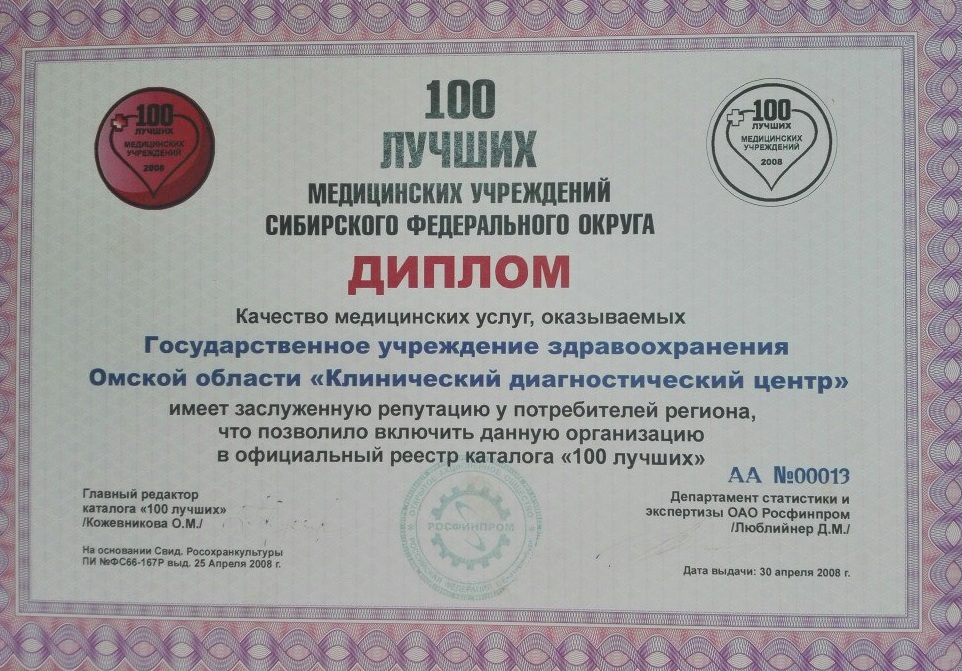 100
ЛУЧШИХ
МЕДИЦИНСКИХ УЧРЕЖДЕНИЙ
СИБИРСКОГО ФЕДЕРАЛЬНОГО ОКРУГА
100
ЛУЧШИХ
МЕДИЦИНСКИХ
УЧРЕЖДЕНИЙ
2008
100
ЛУЧШИХ
МЕДИЦИНСКИХ
УЧРЕЖДЕНИЙ
2008
ДИПЛОМ
Качество медицинских услуг, оказываемых
Государственное учреждение здравоохранения
Омской области «Клинический диагностический центр»
имеет заслуженную репутацию у потребителей региона,
что позволило включить данную организацию
в официальный реестр каталога «100 лучших»
АА №00013
Главный редактор
каталога «100 лучших»
/Кожевникова О.М./
На основании Свид. Росохранкультуры
ПИ №ФС66-167Р выд. 25 Апреля 2008 г.
РОСФИНПРОМ
Департамент статистики и
экспертизы ОАО Росфинпром
/Люблийнер Д.М./
Дата выдачи: 30 апреля 2008 г.